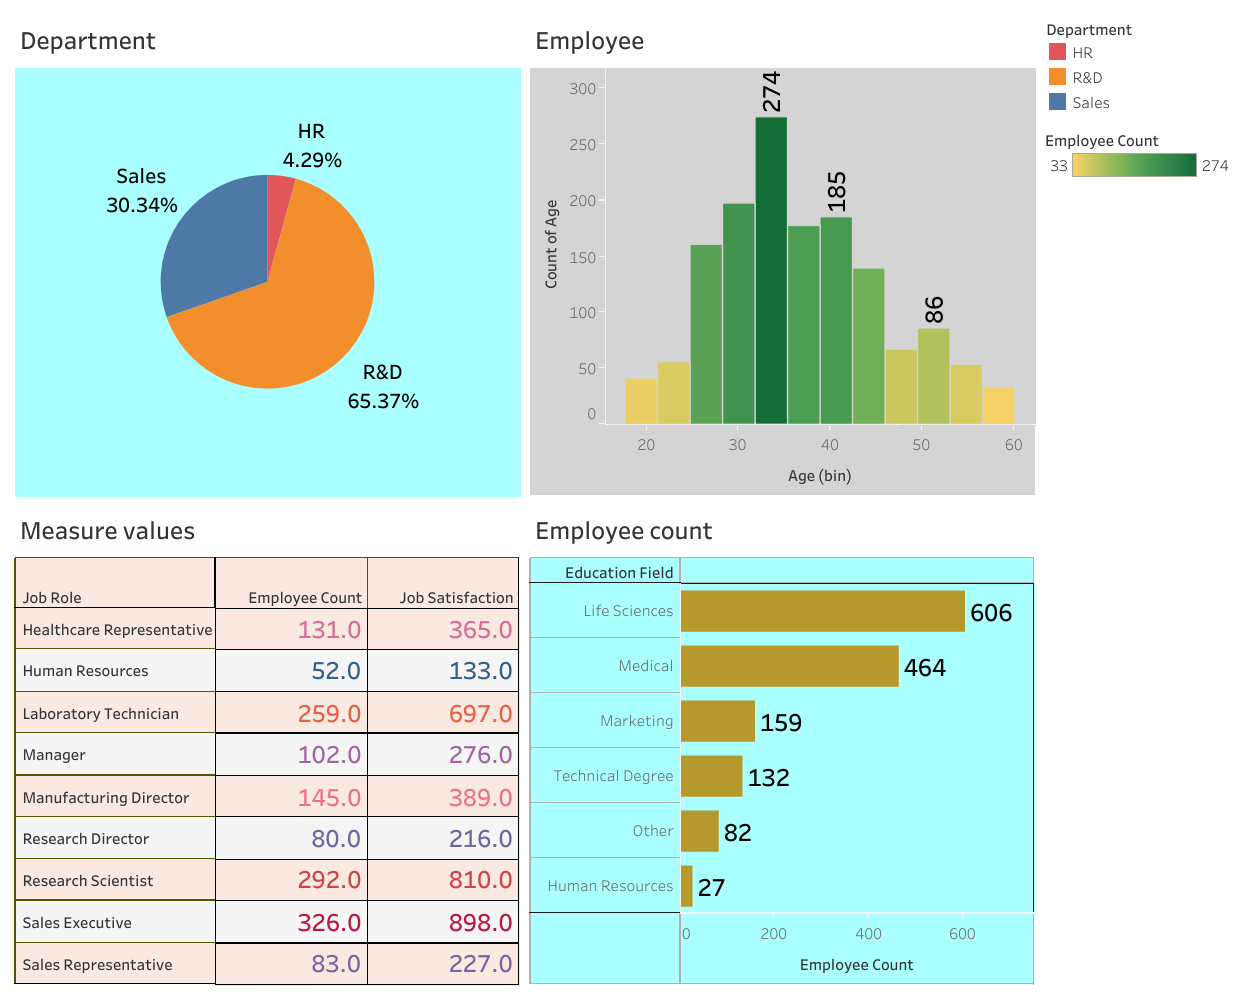 Department
HR
4.29%
Sales
30.34%
R&D
65.37%
Employee
Count of Age
300
250
200
150
100
50
0
274
185
86
20 30 40 50 60
Age (bin)
Department
HR
R&D
Sales
Employee Count
33 274
Measure values
Job Role Employee Count Job Satisfaction
Healthcare Representative 131.0 365.0
Human Resources 52.0 133.0
Laboratory Technician 259.0 697.0
Manager 102.0 276.0
Manufacturing Director 145.0 389.0
Research Director 80.0 216.0
Research Scientist 292.0 810.0
Sales Executive 326.0 898.0
Sales Representative 83.0 227.0
Employee count
Education Field
Life Sciences 606
Medical 464
Marketing 159
Technical Degree 132
Other 82
Human Resources 27
0 200 400 600
Employee Count